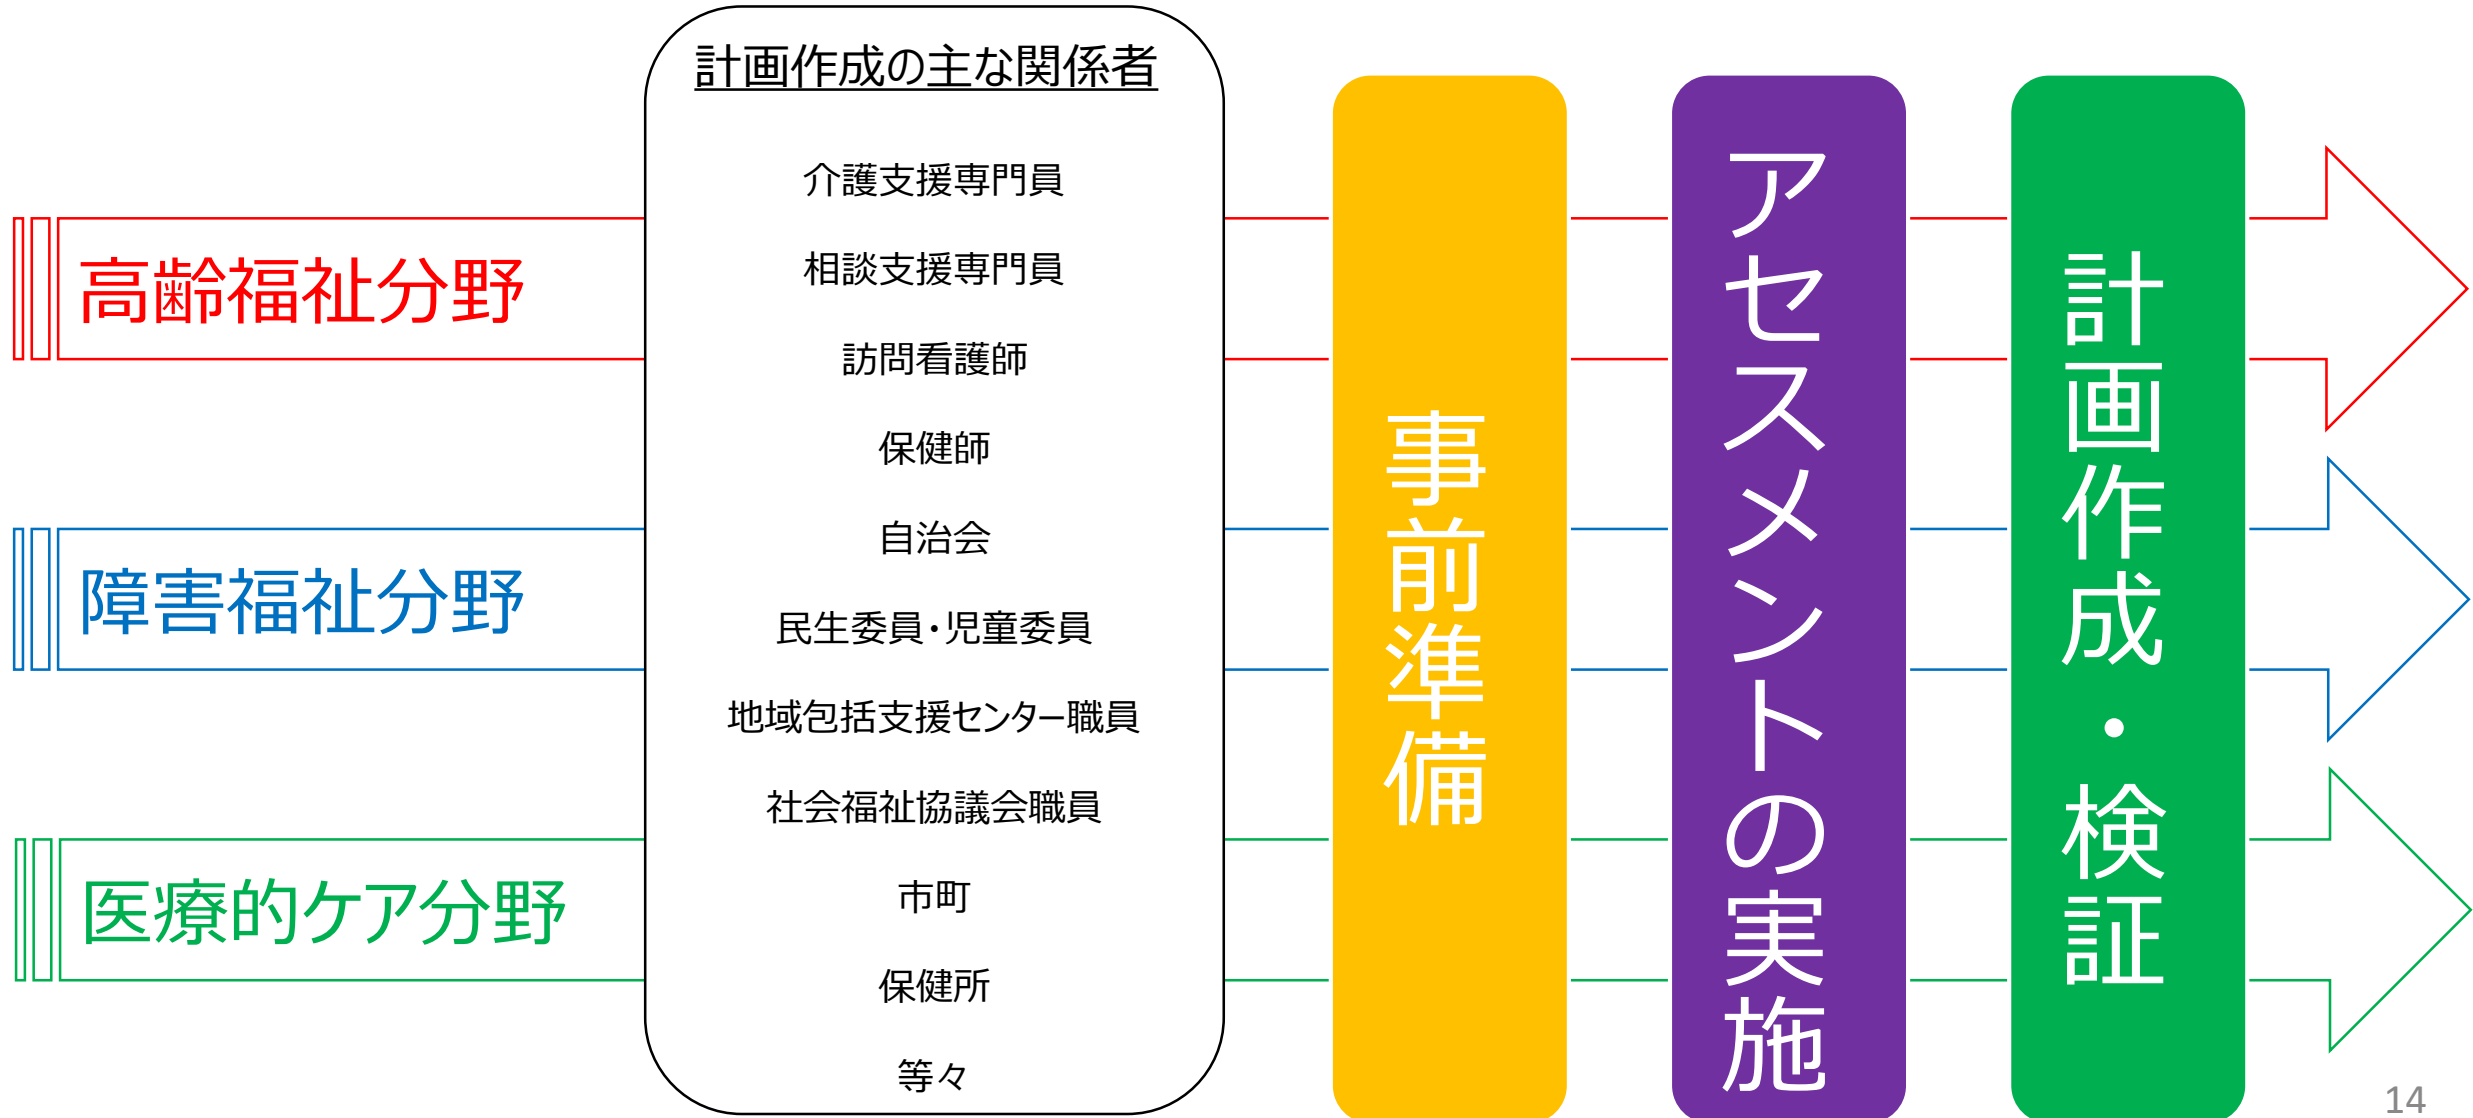 高齢福祉分野
障害福祉分野
医療的ケア分野
計画作成の主な関係者
介護支援専門員
相談支援専門員
訪問看護師
保健師
自治会
民生委員・児童委員
地域包括支援センター職員
社会福祉協議会職員
市町
保健所
等々
事前準備
アセスメントの実施
計画作成・検証
14